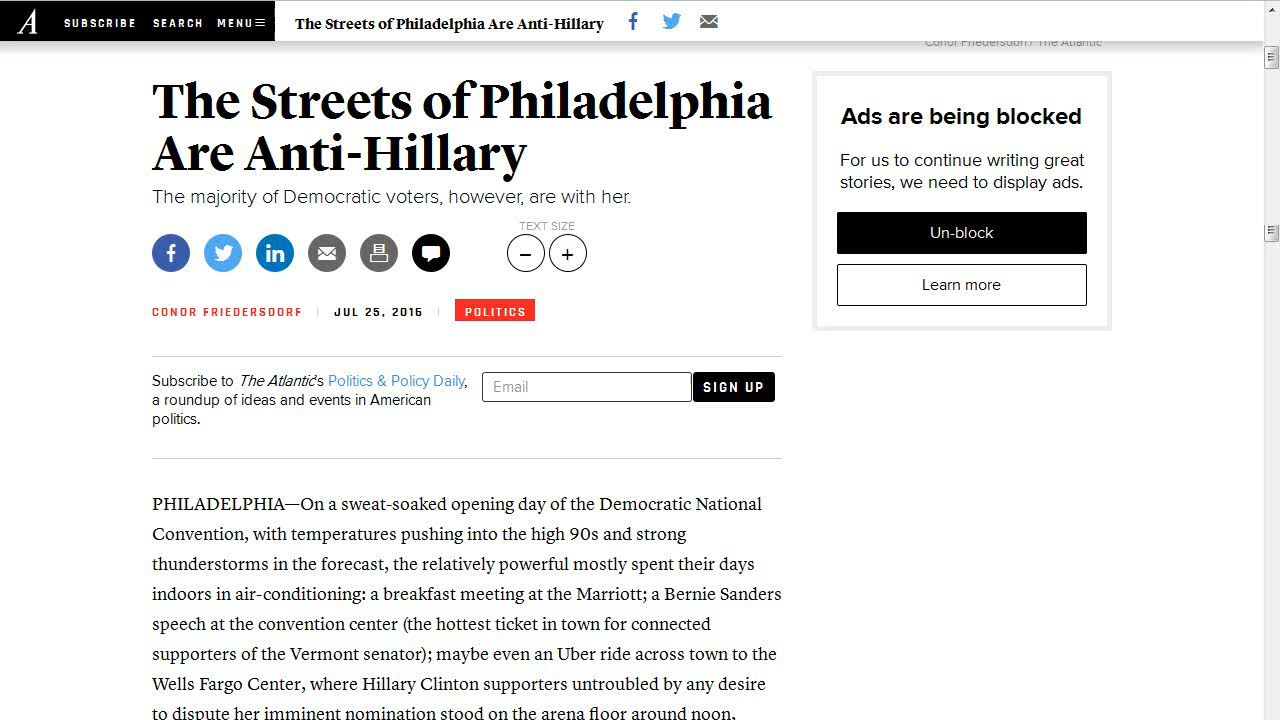 A SUBSCRIBE SEARCH MENU The Streets of Philadelphia Are Anti-Hillary f
Conor Friedersdorf / The Atlantic
The Streets of Philadelphia
Are Anti-Hillary
The majority of Democratic voters, however, are with her.
TEXT SIZE
f in − +
CONOR FRIEDERSDORF JUL 25, 2016 POLITICS
Subscribe to The Atlantic's Politics & Policy Daily,
a roundup of ideas and events in American
politics.
Email SIGN UP
PHILADELPHIA—On a sweat-soaked opening day of the Democratic National
Convention, with temperatures pushing into the high 90s and strong
thunderstorms in the forecast, the relatively powerful mostly spent their days
indoors in air-conditioning: a breakfast meeting at the Marriott; a Bernie Sanders
speech at the convention center (the hottest ticket in town for connected
supporters of the Vermont senator); maybe even an Uber ride across town to the
Wells Fargo Center, where Hillary Clinton supporters untroubled by any desire
to dispute her imminent nomination stood on the arena floor around noon,
Ads are being blocked
For us to continue writing great
stories, we need to display ads.
Un-block
Learn more